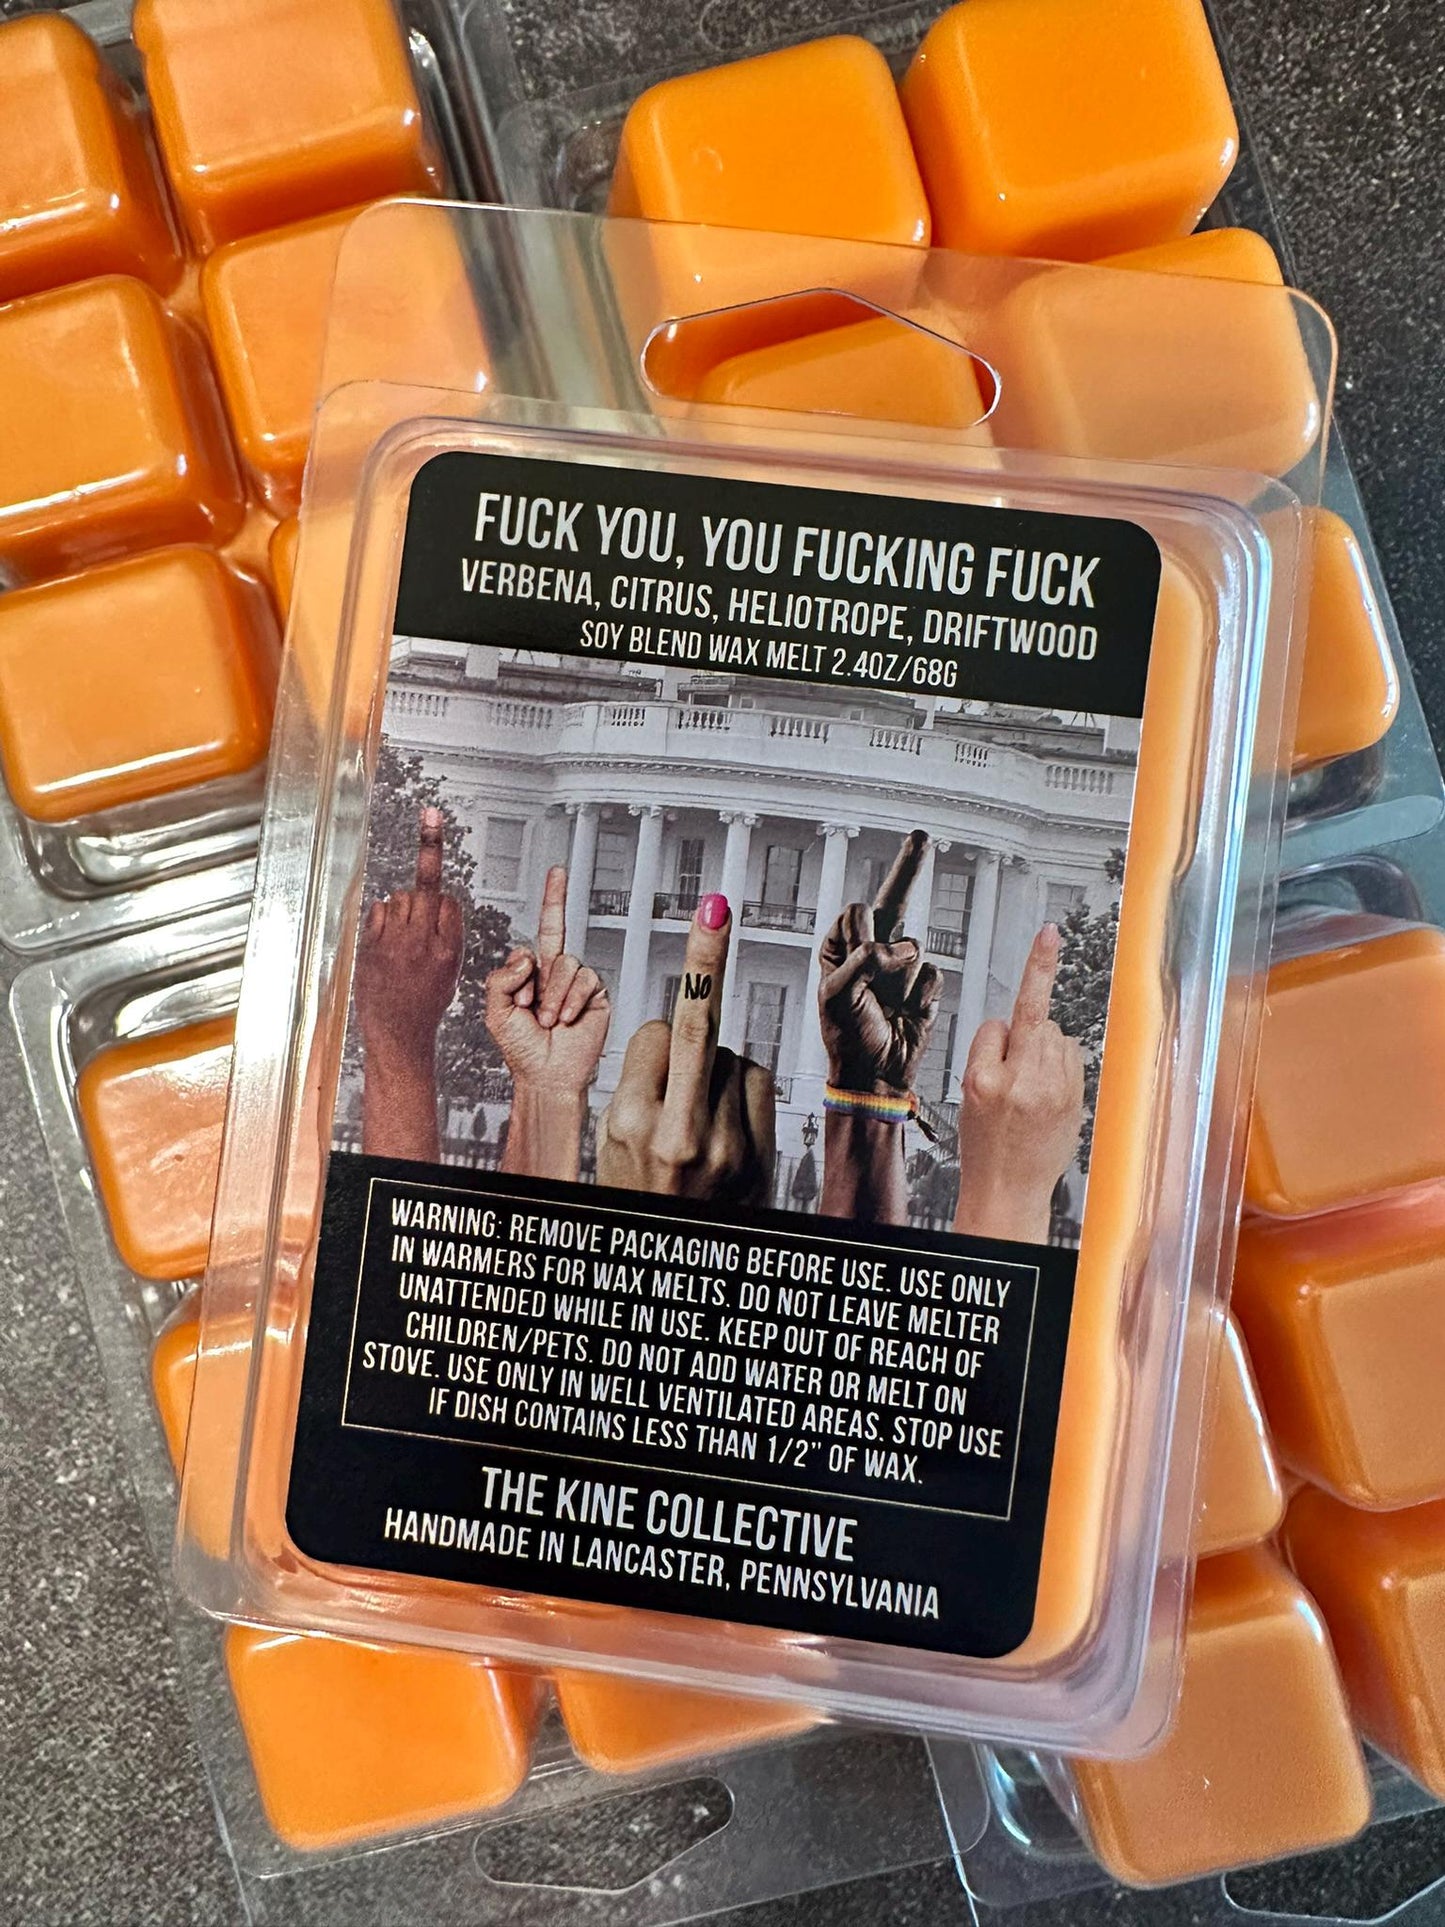 FUCK YOU, YOU FUCKING FUCK
VERBENA, CITRUS, HELIOTROPE, DRIFTWOOD
SOY BLEND WAX MELT 2.4OZ/68G
NO
WARNING: REMOVE PACKAGING BEFORE USE. USE ONLY
IN WARMERS FOR WAX MELTS. DO NOT LEAVE MELTER
UNATTENDED WHILE IN USE. KEEP OUT OF REACH OF
CHILDREN/PETS. DO NOT ADD WATER OR MELT ON
STOVE. USE ONLY IN WELL VENTILATED AREAS. STOP USE
IF DISH CONTAINS LESS THAN 1/2" OF WAX.
THE KINE COLLECTIVE
HANDMADE IN LANCASTER, PENNSYLVANIA